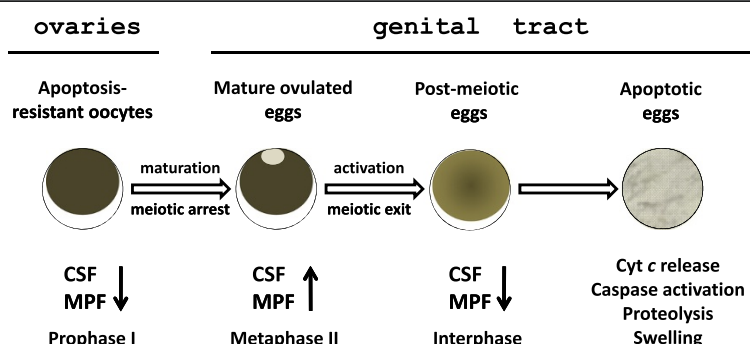 ovaries
genital tract
Apoptosis-
resistant oocytes
Mature ovulated
eggs
Post-meiotic
eggs
Apoptotic
eggs
maturation
meiotic arrest
activation
meiotic exit
CSF
MPF
CSF
MPF
CSF
MPF
Cyt c release
Caspase activation
Proteolysis
Swelling
Prophase I
Metaphase II
Interphase